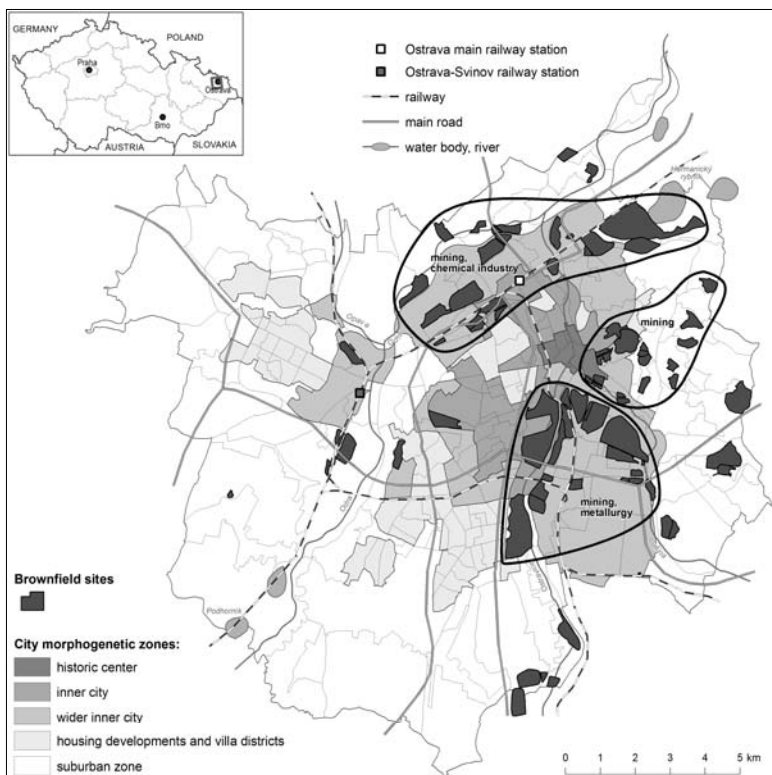 GERMANY
POLAND
Praha
Ostrava
Brno
AUSTRIA
SLOVAKIA
Ostrava main railway station
Ostrava-Svinov railway station
railway
main road
water body, river
Heřmanický
rybník
mining,
chemical industry
mining
Opava
mining,
metallurgy
Odra
Podhorník
Brownfield sites
City morphogenetic zones:
historic center
inner city
wider inner city
housing developments and villa districts
suburban zone
0 1 2 3 4 5 km